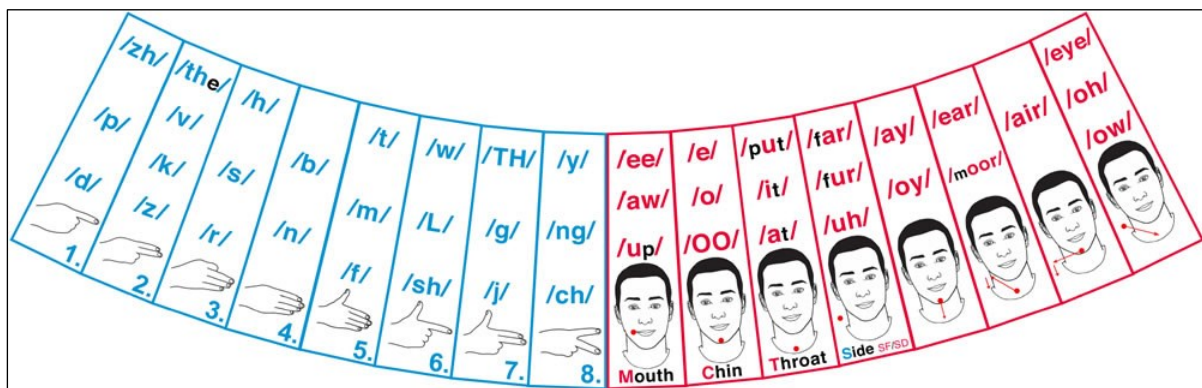 /zh/
/p/
/d/
1.
/the/
/v/
/k/
/z/
2.
/h/
/s/
/r/
3.
/b/
/n/
4.
/t/
/m/
/f/
5.
/w/
/L/
/sh/
6.
/TH/
/g/
/j/
7.
/y/
/ng/
/ch/
8.
/ee/
/aw/
/up/
Mouth
/e/
/o/
/OO/
Chin
/put/
/it/
/at/
Throat
/far/
/fur/
/uh/
Side SF/SD
/ay/
/oy/
/ear/
/moor/
/air/
/eye/
/oh/
/ow/